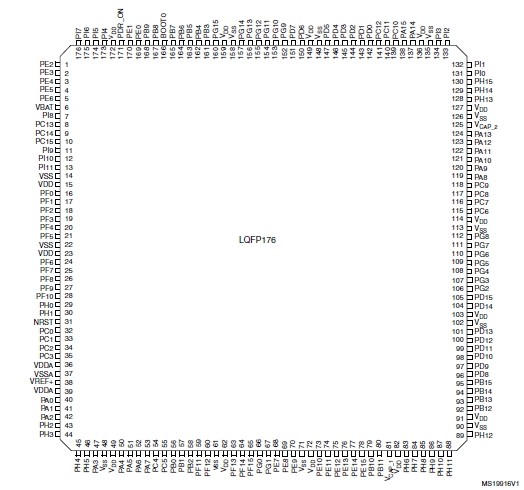 PI7 PI6 PI5 PI4 VDD PDR_ON PE1 PE0 PB9 PB8 BOOT0 PB7 PB6 PB5 PB4 PB3 PG15 VDD VSS PG14 PG13 PG12 PG11 PG10 PG9 PD7 PD6 VDD VSS PD5 PD4 PD3 PD2 PD1 PD0 PC12 PC11 PC10 PA15 PA14 VDD VSS PI3 PI2
176 175 174 173 172 171 170 169 168 167 166 165 164 163 162 161 160 159 158 157 156 155 154 153 152 151 150 149 148 147 146 145 144 143 142 141 140 139 138 137 136 135 134 133
PE2 1 132 PI1
PE3 2 131 PI0
PE4 3 130 PH15
PE5 4 129 PH14
PE6 5 128 PH13
VBAT 6 127 VDD
PI8 7 126 VSS
PC13 8 125 VCAP_2
PC14 9 124 PA13
PC15 10 123 PA12
PI9 11 122 PA11
PI10 12 121 PA10
PI11 13 120 PA9
VSS 14 119 PA8
VDD 15 118 PC9
PF0 16 117 PC8
PF1 17 116 PC7
PF2 18 115 PC6
PF3 19 114 VDD
PF4 20 113 VSS
PF5 21 112 PG8
VSS 22 111 PG7
VDD 23 110 PG6
PF6 24 109 PG5
PF7 25 108 PG4
PF8 26 107 PG3
PF9 27 106 PG2
PF10 28 105 PD15
PH0 29 104 PD14
PH1 30 103 VDD
NRST 31 102 VSS
PC0 32 101 PD13
PC1 33 100 PD12
PC2 34 99 PD11
PC3 35 98 PD10
VDDA 36 97 PD9
VSSA 37 96 PD8
VREF+ 38 95 PB15
VDDA 39 94 PB14
PA0 40 93 PB13
PA1 41 92 PB12
PA2 42 91 VDD
PH2 43 90 VSS
PH3 44 89 PH12
LQFP176
45 46 47 48 49 50 51 52 53 54 55 56 57 58 59 60 61 62 63 64 65 66 67 68 69 70 71 72 73 74 75 76 77 78 79 80 81 82 83 84 85 86 87 88
PH4 PH5 PA3 VSS VDD PA4 PA5 PA6 PA7 PC4 PC5 PB0 PB1 PB2 PF11 PF12 VSS VDD PF13 PF14 PF15 PG0 PG1 PE7 PE8 PE9 VSS VDD PE10 PE11 PE12 PE13 PE14 PE15 PB10 PB11 VCAP_1 VDD PH6 PH7 PH8 PH9 PH10 PH11
MS19916V1